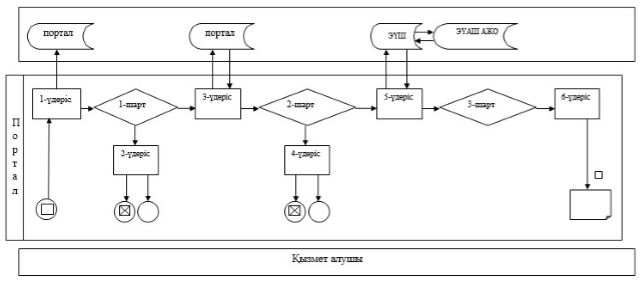 портал
портал
ЭҮШ
ЭҮАШ АЖО
Портал
1-үдеріс
1-шарт
3-үдеріс
2-шарт
5-үдеріс
3-шарт
6-үдеріс
2-үдеріс
4-үдеріс
Қызмет алушы